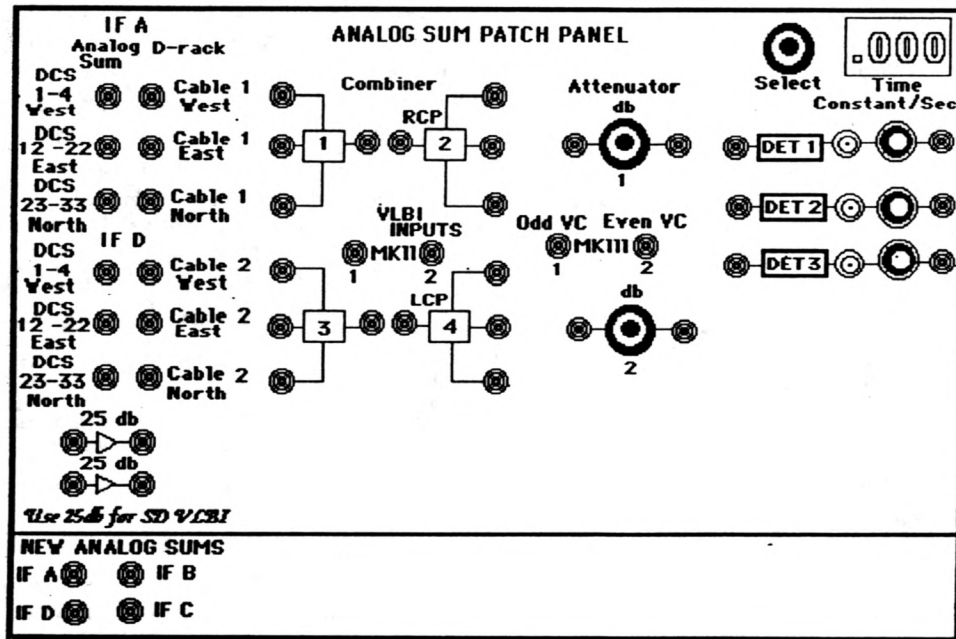 ANALOG SUM PATCH PANEL
IF A
Analog Sum
D-rack
DCS 1-4 West
Cable 1 West
DCS 12-22 East
Cable 1 East
DCS 23-33 North
Cable 1 North
IF D
DCS 1-4 West
Cable 2 West
DCS 12-22 East
Cable 2 East
DCS 23-33 North
Cable 2 North
25 db
25 db
Use 25db for SD VLBI
Combiner
1
RCP
2
VLBI INPUTS
MKII
1
2
3
LCP
4
Attenuator
db
1
Odd VC
Even VC
MKIII
1
2
db
2
Select
.000
Time Constant/Sec
DET 1
DET 2
DET 3
NEW ANALOG SUMS
IF A
IF B
IF D
IF C